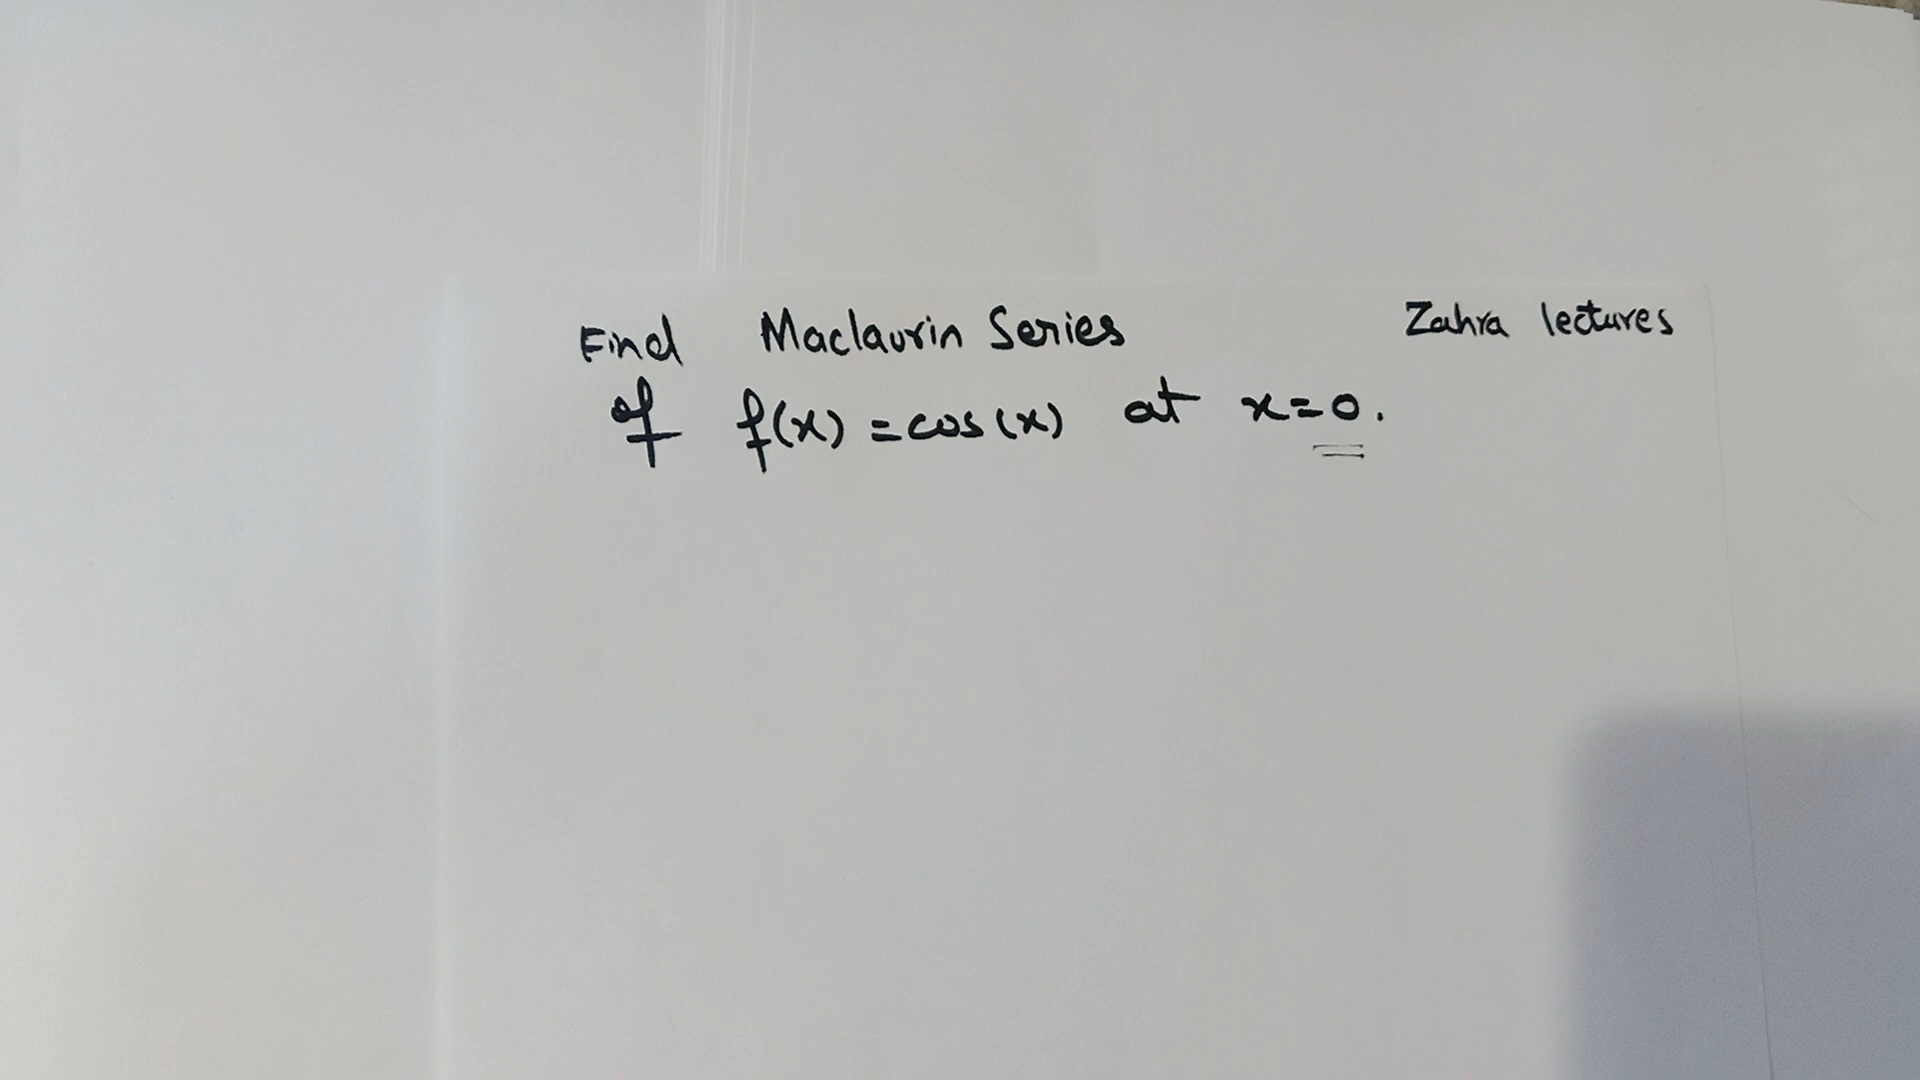 Find Maclaurin Series
Zahra lectures
of f(x) = cos(x) at x=0.